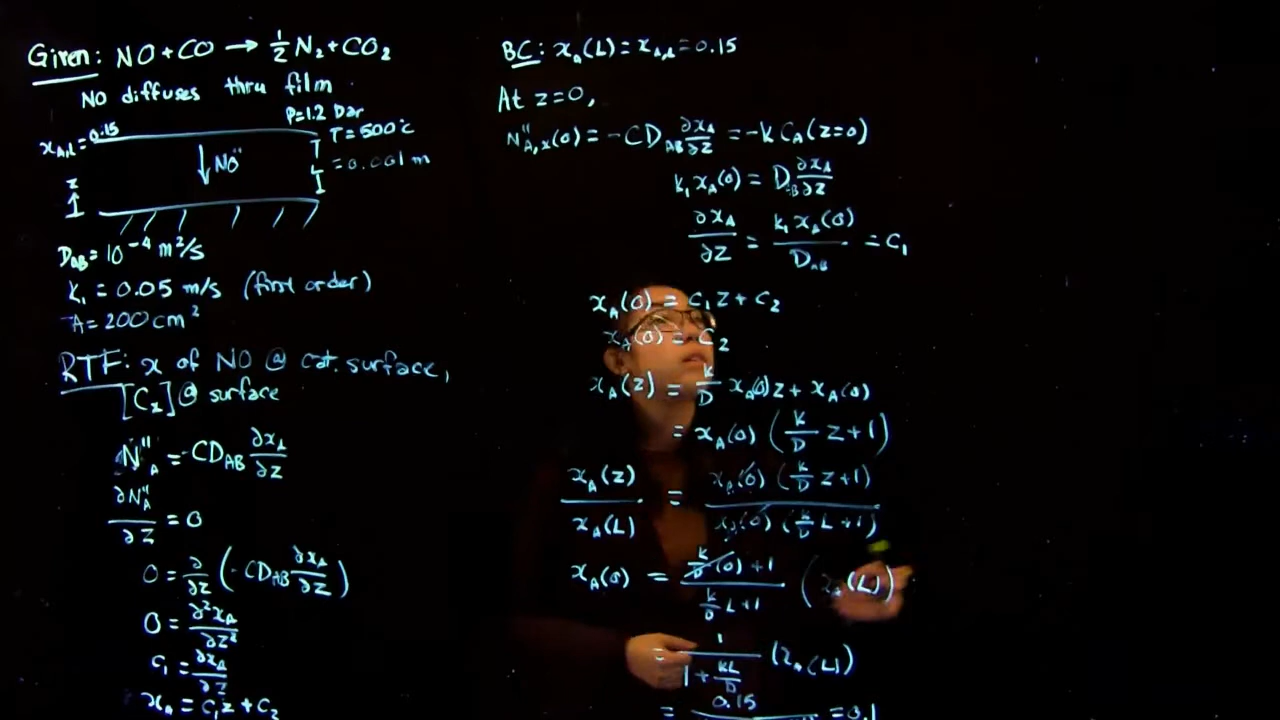 Given: NO + CO → 1/2 N₂ + CO₂
NO diffuses thru film
P=1.2 bar
T = 500°C
x_A,L = 0.15
L = 0.001 m
↓ NO"
z
D_AB = 10⁻⁴ m²/s
K₁ = 0.05 m/s (first order)
A = 200 cm²
RTF: x of NO @ cat. surface,
[C_x] @ surface
N"_A = -CD_AB ∂x_A/∂z
∂N"_A/∂z = 0
0 = ∂/∂z (-CD_AB ∂x_A/∂z)
0 = ∂²x_A/∂z²
C₁ = ∂x_A/∂z
x_A = C₁z + C₂
BC: x_A(L) = x_A,L = 0.15
At z=0,
N"_A,x(0) = -CD_AB ∂x_A/∂z = -K C_A(z=0)
K₁ x_A(0) = D_AB ∂x_A/∂z
∂x_A/∂z = K₁ x_A(0)/D_AB = C₁
x_A(0) = C₁z + C₂
x_A(0) = C₂
x_A(z) = K/D x_A(0)z + x_A(0)
= x_A(0) (K/D z + 1)
x_A(z)/x_A(L) = x_A(0) (K/D z + 1) / x_A(0) (K/D L + 1)
x_A(0) = (K/D (0) + 1)/(K/D L + 1) (x_A(L))
= 1/(1 + KL/D) (x_A(L))
= 0.15 = 0.1